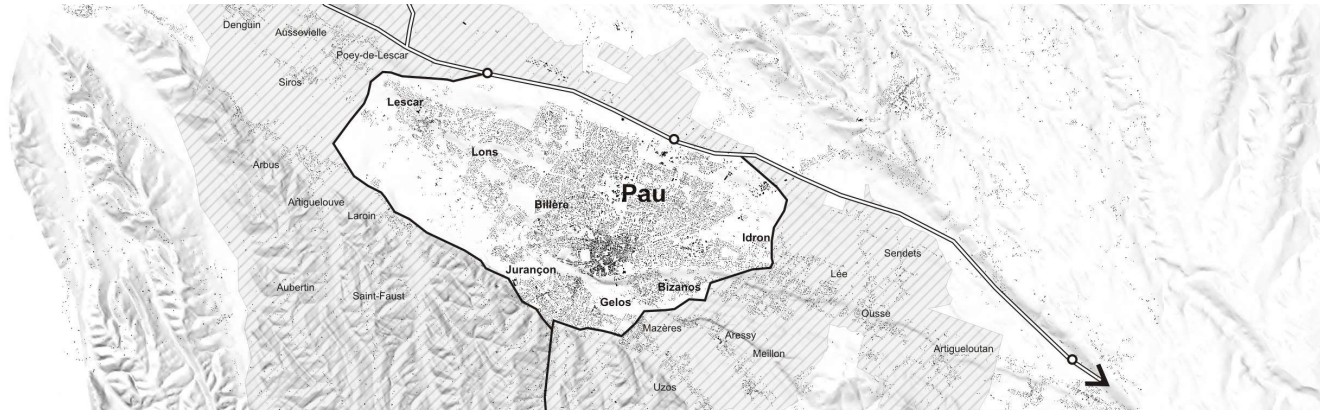 Denguin
Aussevielle
Poey-de-Lescar
Siros
Lescar
Lons
Arbus
Pau
Artiguelouve
Billère
Laroin
Idron
Sendets
Jurançon
Lée
Aubertin
Saint-Faust
Bizanos
Gelos
Ousse
Mazères
Aressy
Artigueloutan
Meillon
Uzos